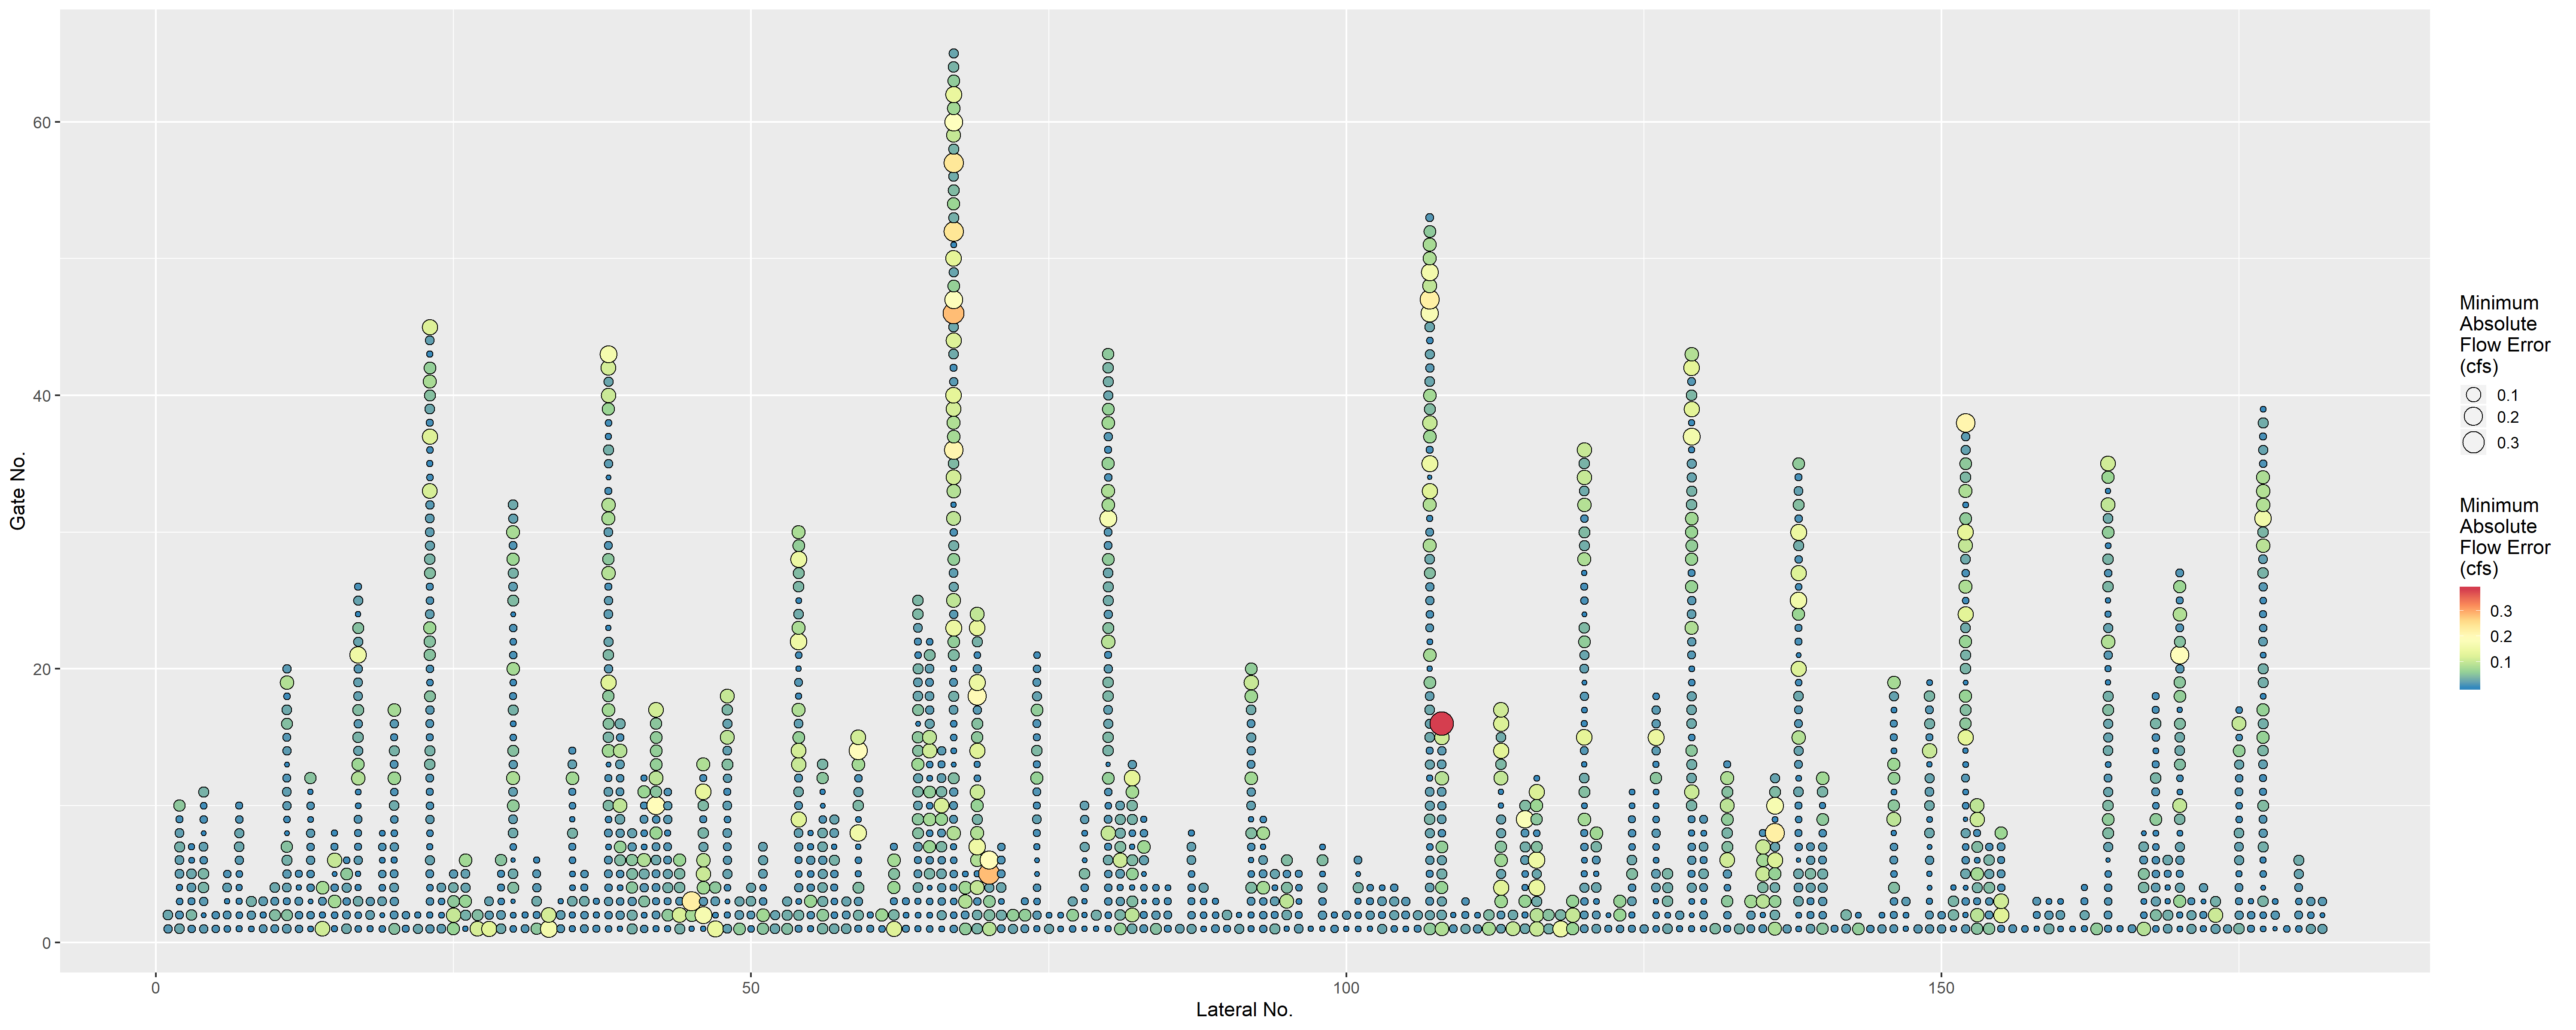 60
40
20
0
Gate No.
0
50
100
150
Lateral No.
Minimum
Absolute
Flow Error
(cfs)
0.1
0.2
0.3
Minimum
Absolute
Flow Error
(cfs)
0.3
0.2
0.1